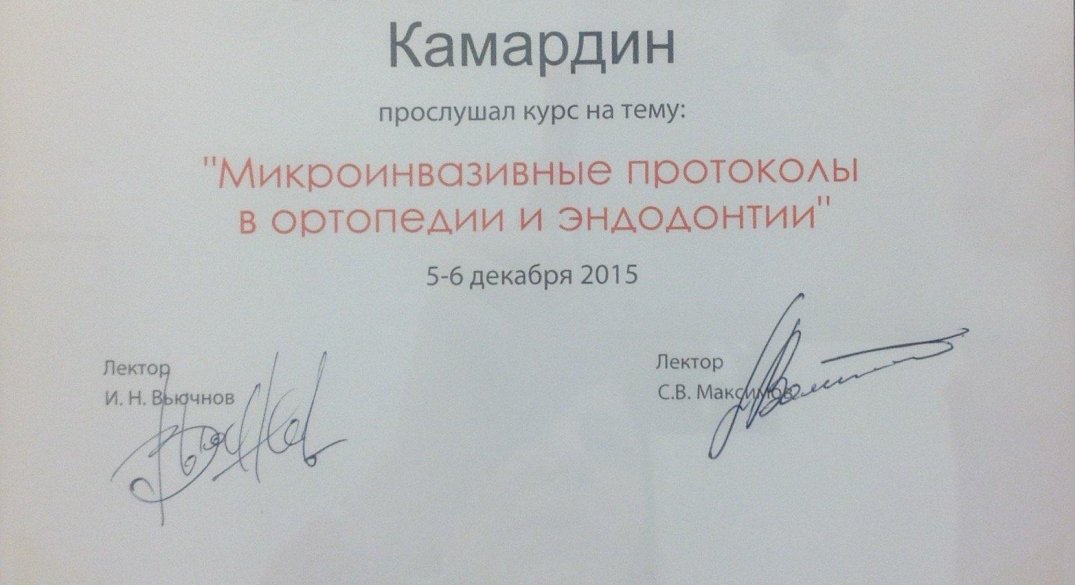 Камардин
прослушал курс на тему:
"Микроинвазивные протоколы
в ортопедии и эндодонтии"
5-6 декабря 2015
Лектор
И. Н. Вьючнов
Лектор
С.В. Максимов